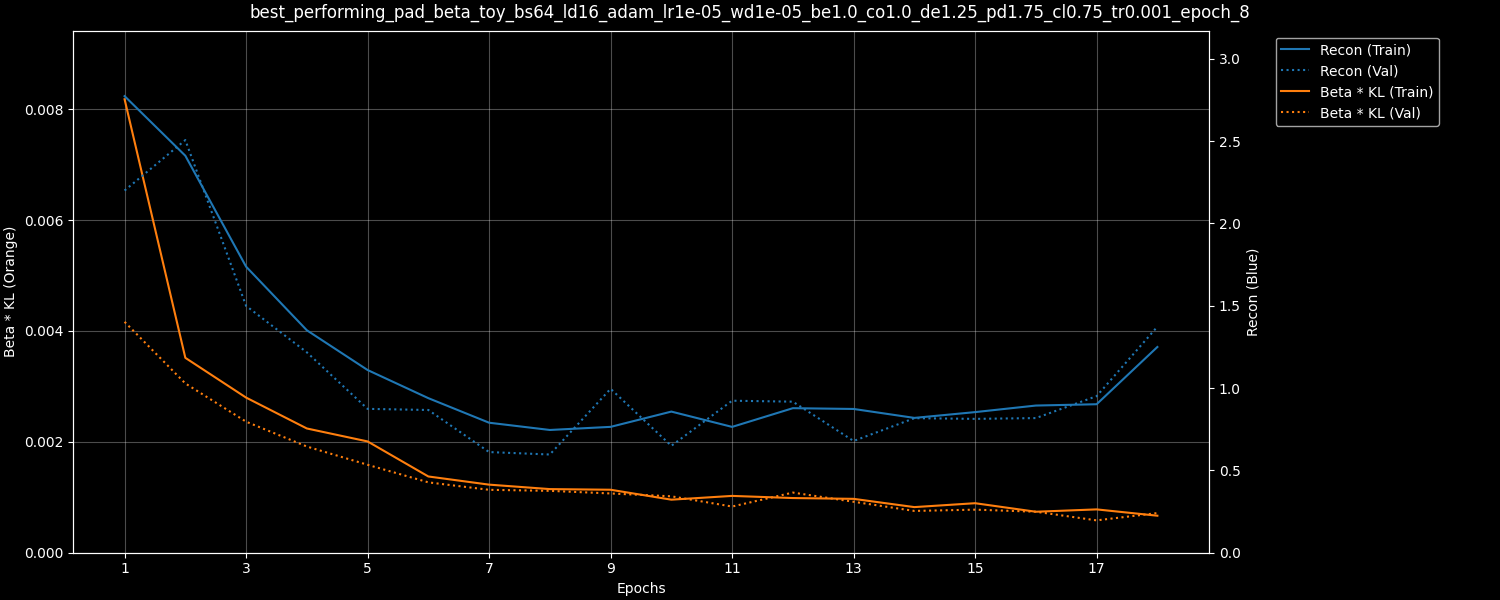 best_performing_pad_beta_toy_bs64_ld16_adam_lr1e-05_wd1e-05_be1.0_co1.0_de1.25_pd1.75_cl0.75_tr0.001_epoch_8
Recon (Train)
Recon (Val)
Beta * KL (Train)
Beta * KL (Val)
Beta * KL (Orange)
0.008
0.006
0.004
0.002
0.000
3.0
2.5
2.0
1.5
1.0
0.5
0.0
Recon (Blue)
1 3 5 7 9 11 13 15 17
Epochs